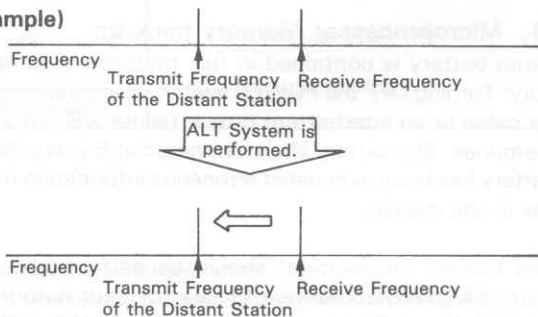 mple)
Frequency
Transmit Frequency Receive Frequency
of the Distant Station
ALT System is
performed.
Frequency
Transmit Frequency Receive Frequency
of the Distant Station